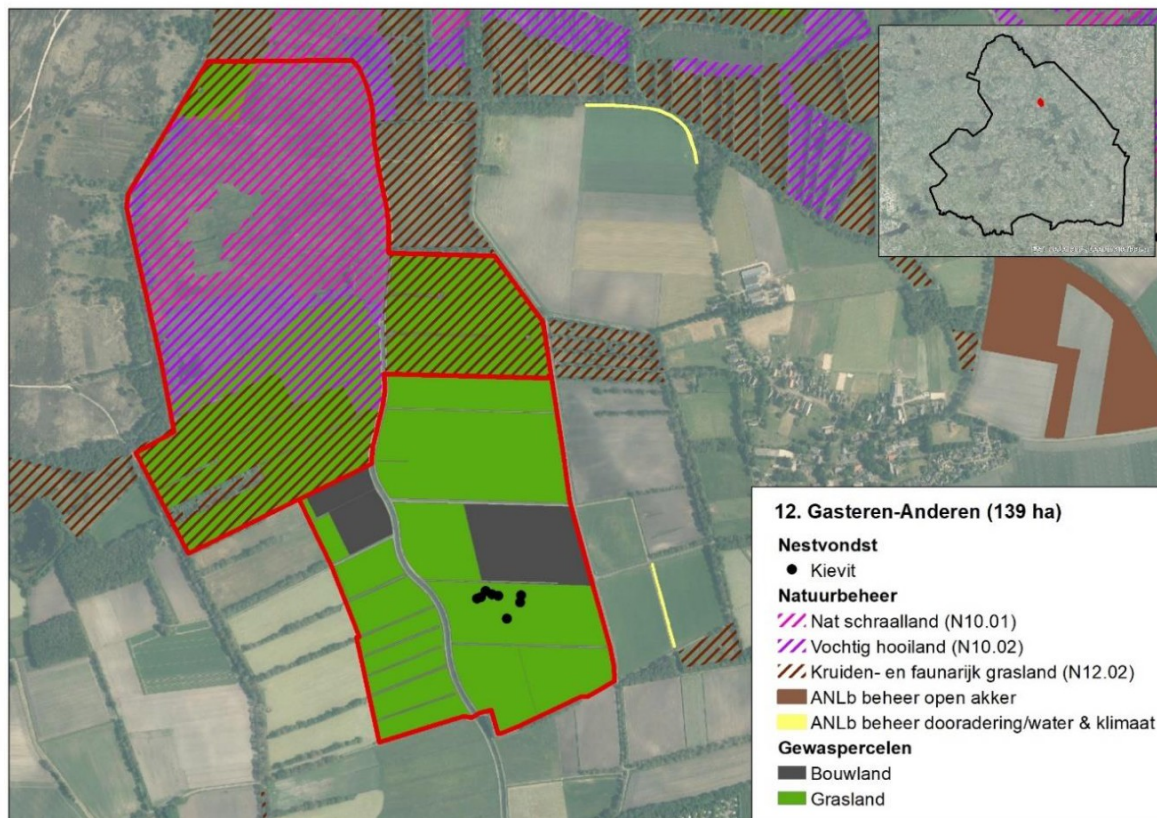 12. Gasteren-Anderen (139 ha)
Nestvondst
Kievit
Natuurbeheer
Nat schraalland (N10.01)
Vochtig hooiland (N10.02)
Kruiden- en faunarijk grasland (N12.02)
ANLb beheer open akker
ANLb beheer dooradering/water & klimaat
Gewaspercelen
Bouwland
Grasland